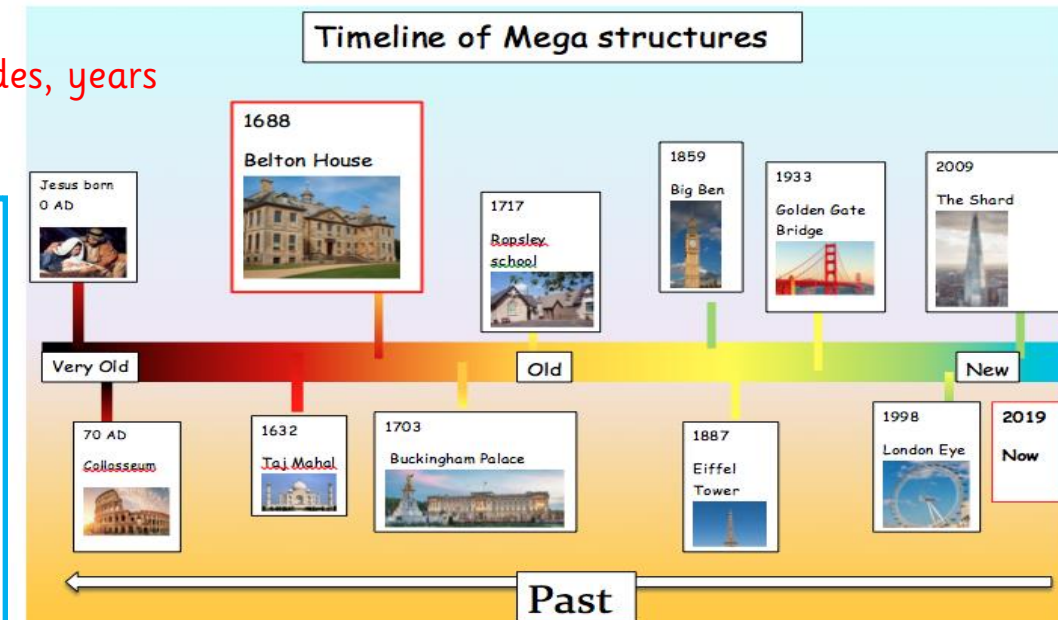 Timeline of Mega structures
des, years
Jesus born
0 AD
1688
Belton House
1717
Ropsley
school
1859
Big Ben
1933
Golden Gate
Bridge
2009
The Shard
Very Old
Old
New
70 AD
Collosseum
1632
Taj Mahal
1703
Buckingham Palace
1887
Eiffel
Tower
1998
London Eye
2019
Now
Past